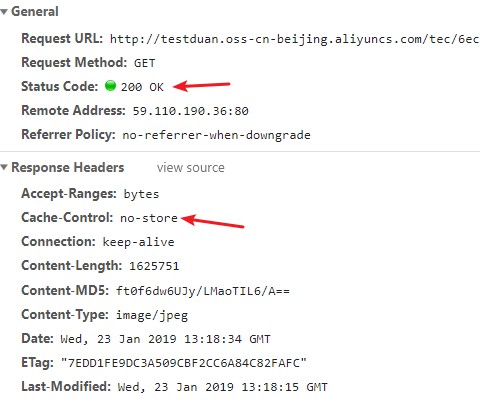 General
Request URL: http://testduan.oss-cn-beijing.aliyuncs.com/tec/6ec
Request Method: GET
Status Code: 200 OK
Remote Address: 59.110.190.36:80
Referrer Policy: no-referrer-when-downgrade
Response Headers view source
Accept-Ranges: bytes
Cache-Control: no-store
Connection: keep-alive
Content-Length: 1625751
Content-MD5: ft0f6dw6UJy/LMaoTIL6/A==
Content-Type: image/jpeg
Date: Wed, 23 Jan 2019 13:18:34 GMT
ETag: "7EDD1FE9DC3A509CBF2CC6A84C82FAFC"
Last-Modified: Wed, 23 Jan 2019 13:18:15 GMT